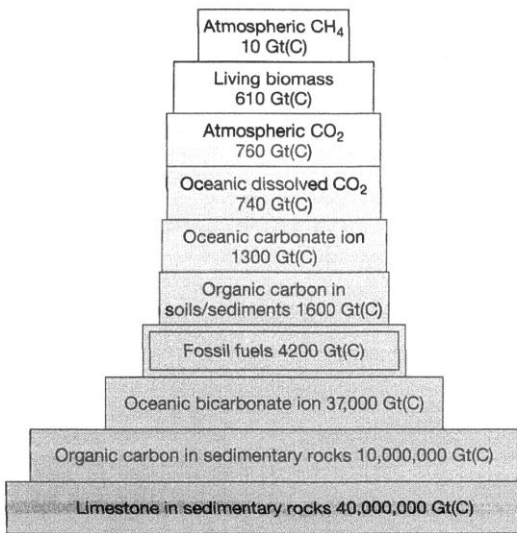 Atmospheric CH₄
10 Gt(C)
Living biomass
610 Gt(C)
Atmospheric CO₂
760 Gt(C)
Oceanic dissolved CO₂
740 Gt(C)
Oceanic carbonate ion
1300 Gt(C)
Organic carbon in
soils/sediments 1600 Gt(C)
Fossil fuels 4200 Gt(C)
Oceanic bicarbonate ion 37,000 Gt(C)
Organic carbon in sedimentary rocks 10,000,000 Gt(C)
Limestone in sedimentary rocks 40,000,000 Gt(C)